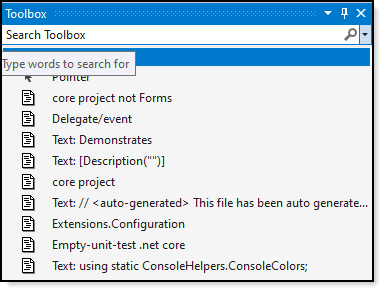 Toolbox
Search Toolbox
Type words to search for
Pointer
core project not Forms
Delegate/event
Text: Demonstrates
Text: [Description("")]
core project
Text: // <auto-generated> This file has been auto generate...
Extensions.Configuration
Empty-unit-test .net core
Text: using static ConsoleHelpers.ConsoleColors;